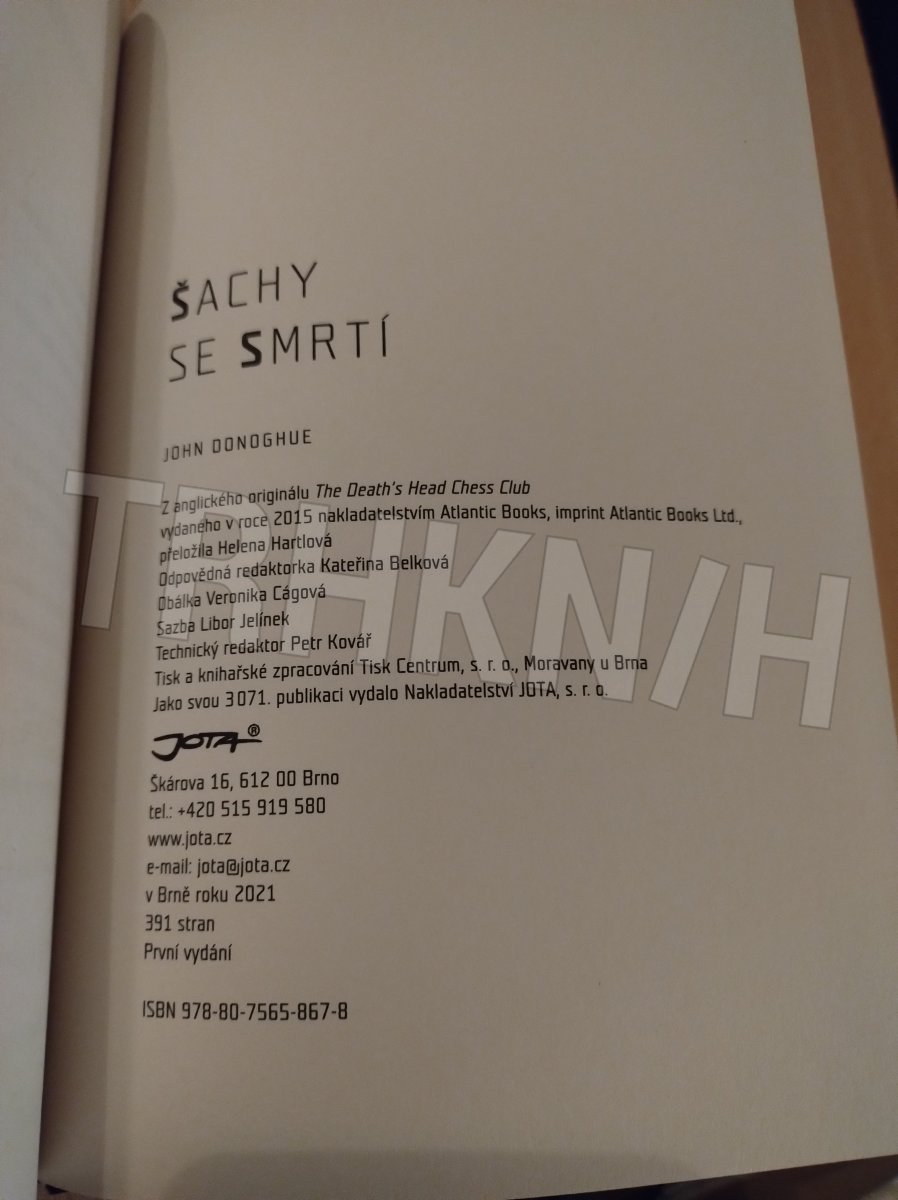 ŠACHY
SE SMRTÍ
JOHN DONOGHUE
Z anglického originálu The Death's Head Chess Club
vydaného v roce 2015 nakladatelstvím Atlantic Books, imprint Atlantic Books Ltd.,
přeložila Helena Hartlová
Odpovědná redaktorka Kateřina Belková
Obálka Veronika Cágová
Sazba Libor Jelínek
Technický redaktor Petr Kovář
Tisk a knihařské zpracování Tisk Centrum, s. r. o., Moravany u Brna
Jako svou 3 071. publikaci vydalo Nakladatelství JOTA, s. r. o.
JOTA®
Škárova 16, 612 00 Brno
tel.: +420 515 919 580
www.jota.cz
e-mail: jota@jota.cz
v Brně roku 2021
391 stran
První vydání
ISBN 978-80-7565-867-8
TRHKN/H